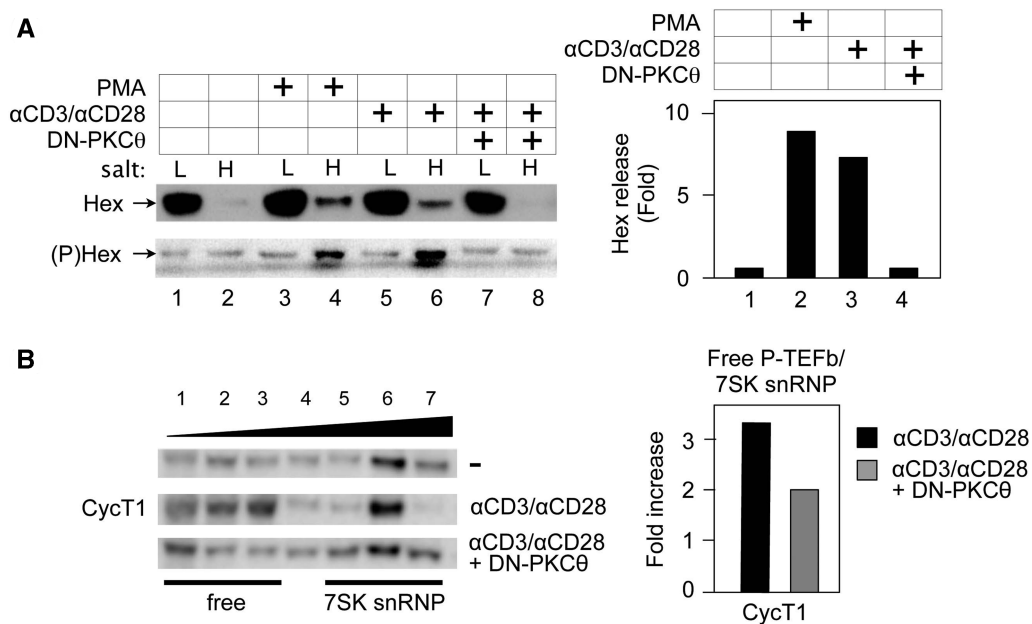 A
PMA + +
αCD3/αCD28 + + + +
DN-PKCθ + +
salt: L H L H L H L H
Hex
(P)Hex
1 2 3 4 5 6 7 8
PMA +
αCD3/αCD28 + +
DN-PKCθ +
Hex release
(Fold)
10
5
0
1 2 3 4
B
1 2 3 4 5 6 7
-
CycT1
αCD3/αCD28
αCD3/αCD28
+ DN-PKCθ
free 7SK snRNP
Free P-TEFb/
7SK snRNP
Fold increase
3
2
1
0
CycT1
αCD3/αCD28
αCD3/αCD28
+ DN-PKCθ